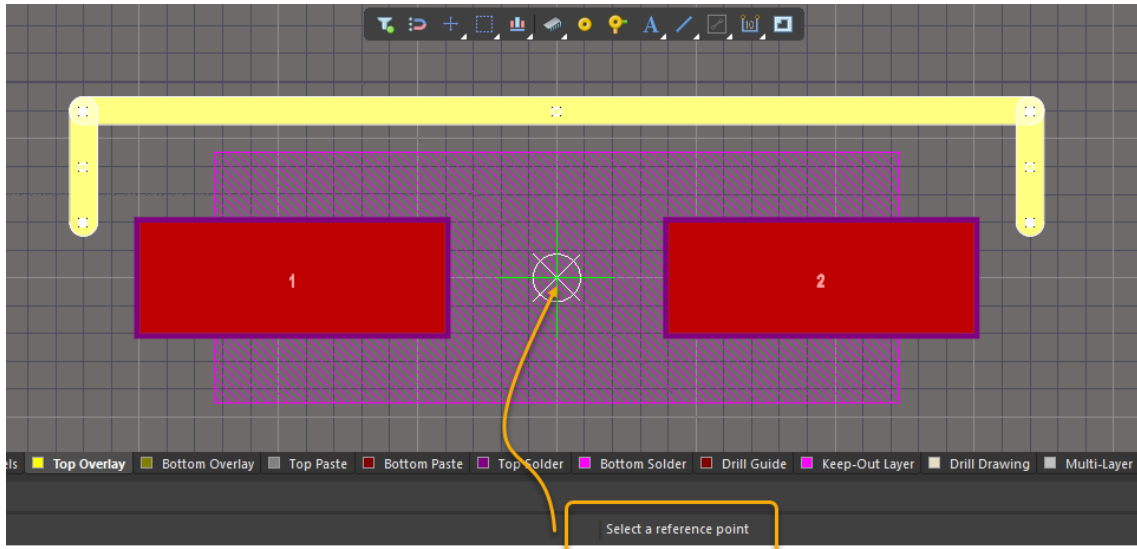 A
10
1
2
els Top Overlay Bottom Overlay Top Paste Bottom Paste Top Solder Bottom Solder Drill Guide Keep-Out Layer Drill Drawing Multi-Layer
Select a reference point